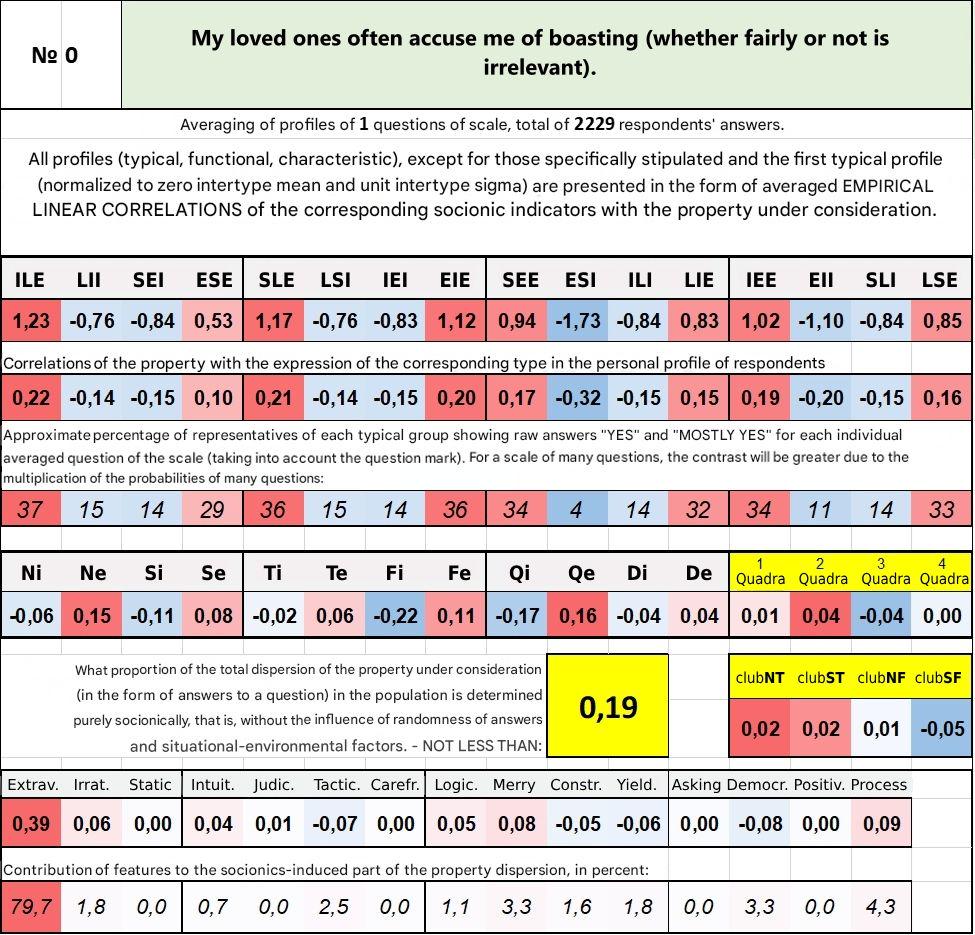 № 0
My loved ones often accuse me of boasting (whether fairly or not is
irrelevant).
Averaging of profiles of 1 questions of scale, total of 2229 respondents' answers.
All profiles (typical, functional, characteristic), except for those specifically stipulated and the first typical profile
(normalized to zero intertype mean and unit intertype sigma) are presented in the form of averaged EMPIRICAL
LINEAR CORRELATIONS of the corresponding socionic indicators with the property under consideration.
ILE LII SEI ESE SLE LSI IEI EIE SEE ESI ILI LIE IEE EII SLI LSE
1,23 -0,76 -0,84 0,53 1,17 -0,76 -0,83 1,12 0,94 -1,73 -0,84 0,83 1,02 -1,10 -0,84 0,85
Correlations of the property with the expression of the corresponding type in the personal profile of respondents
0,22 -0,14 -0,15 0,10 0,21 -0,14 -0,15 0,20 0,17 -0,32 -0,15 0,15 0,19 -0,20 -0,15 0,16
Approximate percentage of representatives of each typical group showing raw answers "YES" and "MOSTLY YES" for each individual
averaged question of the scale (taking into account the question mark). For a scale of many questions, the contrast will be greater due to the
multiplication of the probabilities of many questions:
37 15 14 29 36 15 14 36 34 4 14 32 34 11 14 33
Ni Ne Si Se Ti Te Fi Fe Qi Qe Di De 1 Quadra 2 Quadra 3 Quadra 4 Quadra
-0,06 0,15 -0,11 0,08 -0,02 0,06 -0,22 0,11 -0,17 0,16 -0,04 0,04 0,01 0,04 -0,04 0,00
What proportion of the total dispersion of the property under consideration
(in the form of answers to a question) in the population is determined
purely socionically, that is, without the influence of randomness of answers
and situational-environmental factors. - NOT LESS THAN:
0,19
clubNT clubST clubNF clubSF
0,02 0,02 0,01 -0,05
Extrav. Irrat. Static Intuit. Judic. Tactic. Carefr. Logic. Merry Constr. Yield. Asking Democr. Positiv. Process
0,39 0,06 0,00 0,04 0,01 -0,07 0,00 0,05 0,08 -0,05 -0,06 0,00 -0,08 0,00 0,09
Contribution of features to the socionics-induced part of the property dispersion, in percent:
79,7 1,8 0,0 0,7 0,0 2,5 0,0 1,1 3,3 1,6 1,8 0,0 3,3 0,0 4,3